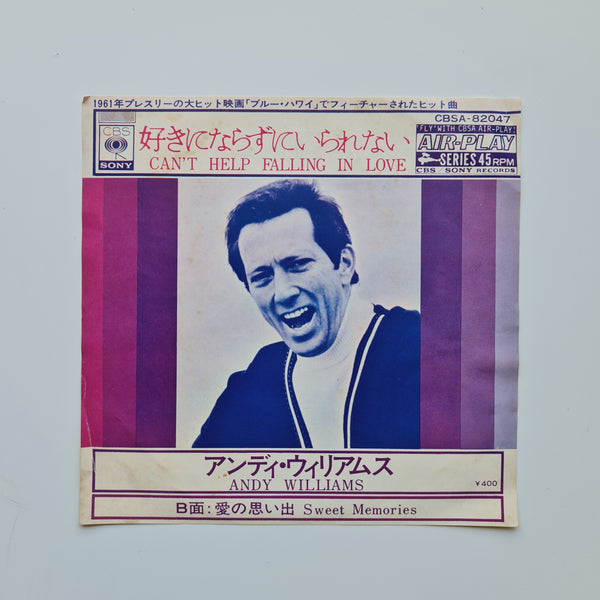 1961年プレスリーの大ヒット映画「ブルー・ハワイ」でフィーチャーされたヒット曲
CBSA-82047
CBS
SONY
好きにならずにいられない
CAN'T HELP FALLING IN LOVE
"FLY" WITH CBSA AIR-PLAY!
AIR-PLAY
SERIES 45RPM
CBS/SONY RECORDS
アンディ・ウィリアムス
ANDY WILLIAMS
¥400
B面:愛の思い出 Sweet Memories